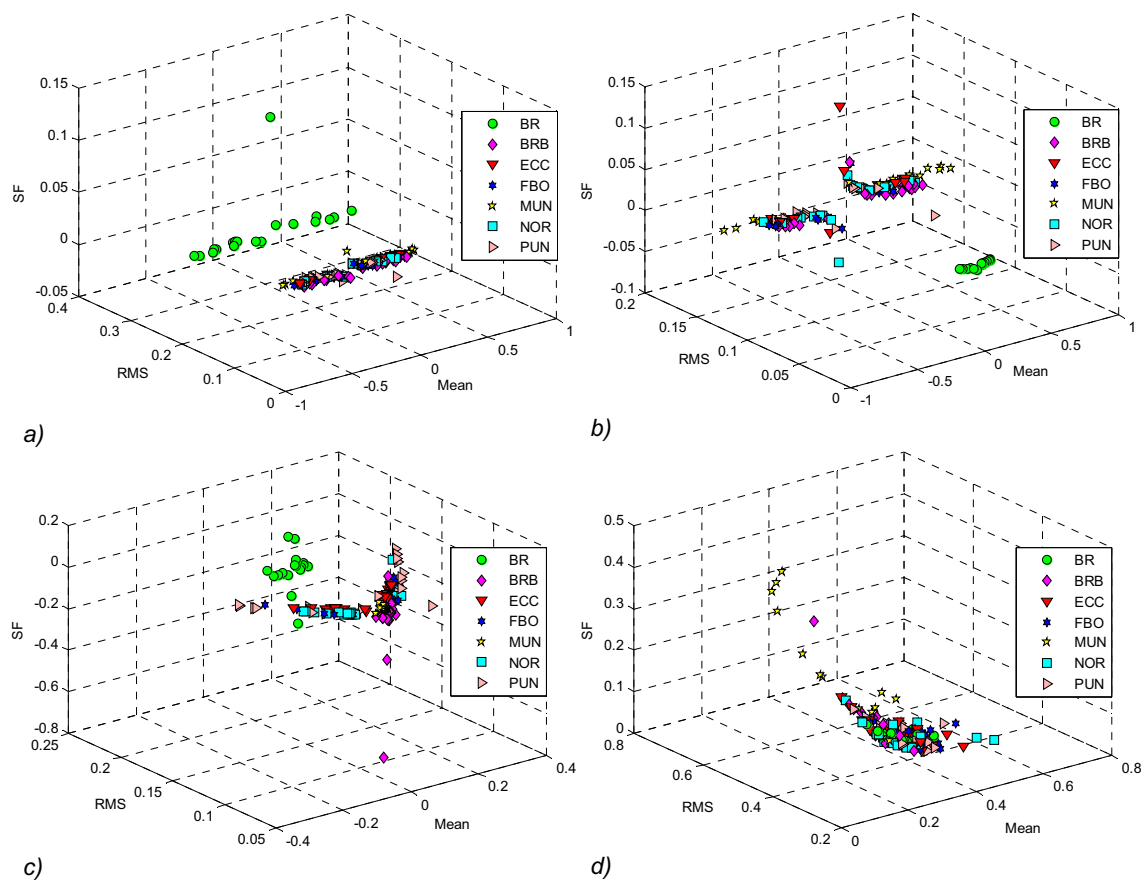 0.15
0.1
0.05
0
-0.05
SF
0.4
0.3
0.2
0.1
0
RMS
-1
-0.5
0
0.5
1
Mean
BR
BRB
ECC
FBO
MUN
NOR
PUN
a)
0.15
0.1
0.05
0
-0.05
-0.1
SF
0.2
0.15
0.1
0.05
0
RMS
-1
-0.5
0
0.5
1
Mean
BR
BRB
ECC
FBO
MUN
NOR
PUN
b)
0.2
0
-0.2
-0.4
-0.6
-0.8
SF
0.25
0.2
0.15
0.1
0.05
RMS
-0.4
-0.2
0
0.2
0.4
Mean
BR
BRB
ECC
FBO
MUN
NOR
PUN
c)
0.5
0.4
0.3
0.2
0.1
0
SF
0.8
0.6
0.4
0.2
RMS
0
0.2
0.4
0.6
0.8
Mean
BR
BRB
ECC
FBO
MUN
NOR
PUN
d)